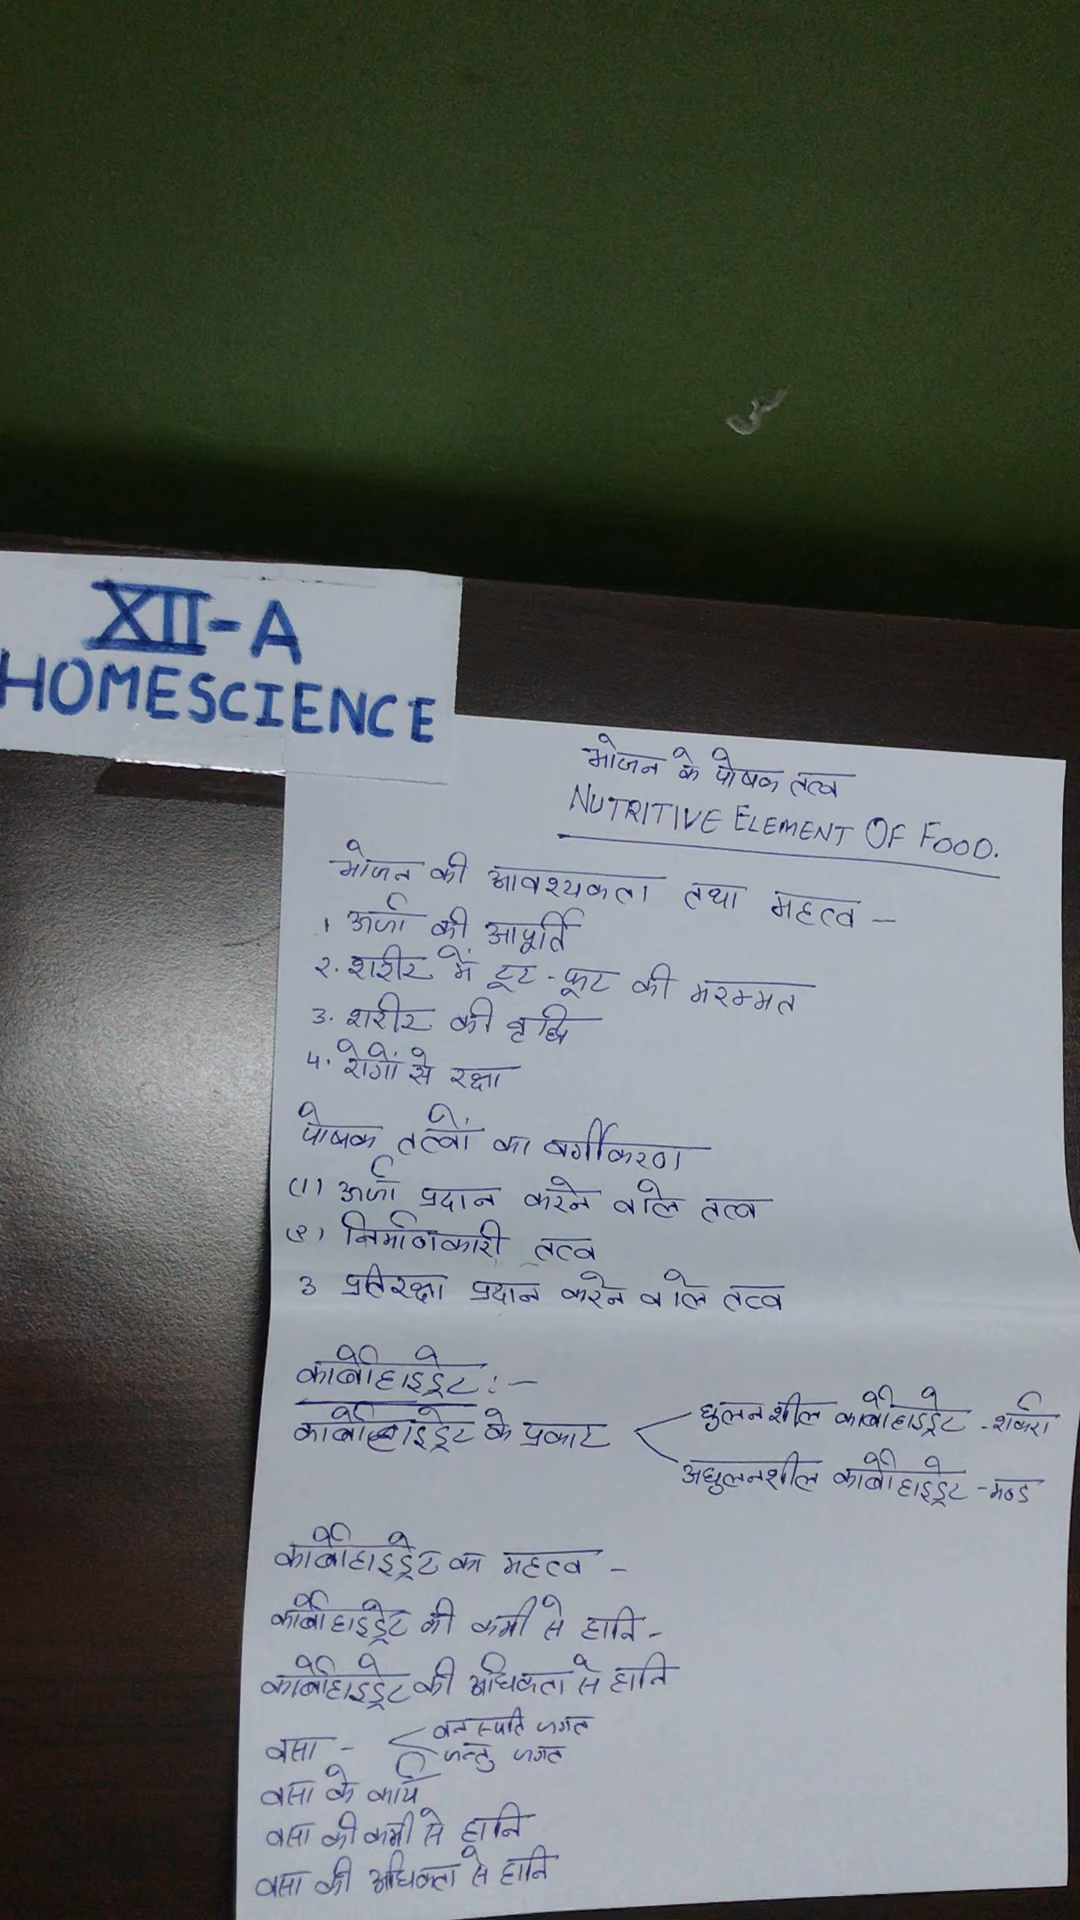 XII-A
HOMESCIENCE
भोजन के पोषक तत्व
NUTRITIVE ELEMENT OF FOOD.
भोजन की आवश्यकता तथा महत्व -
1 ऊर्जा की आपूर्ति
२. शरीर में टूट-फूट की मरम्मत
3. शरीर की वृद्धि
4. रोगों से रक्षा
पोषक तत्वों का वर्गीकरण
(1) ऊर्जा प्रदान करने वाले तत्व
(२) निर्माणकारी तत्व
3 प्रतिरक्षा प्रदान करने वाले तत्व
कार्बोहाइड्रेट :-
कार्बोहाइड्रेट के प्रकार
घुलनशील कार्बोहाइड्रेट - शर्करा
अघुलनशील कार्बोहाइड्रेट - मण्ड
कार्बोहाइड्रेट का महत्व -
कार्बोहाइड्रेट की कमी से हानि -
कार्बोहाइड्रेट की अधिकता से हानि
वसा -
वनस्पति जगत
जन्तु जगत
वसा के कार्य
वसा की कमी से हानि
वसा की अधिकता से हानि